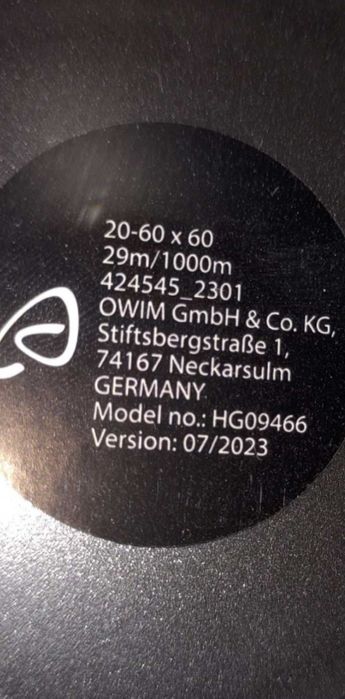 20-60 x 60
29m/1000m
424545_2301
OWIM GmbH & Co. KG,
Stiftsbergstraße 1,
74167 Neckarsulm
GERMANY
Model no.: HG09466
Version: 07/2023